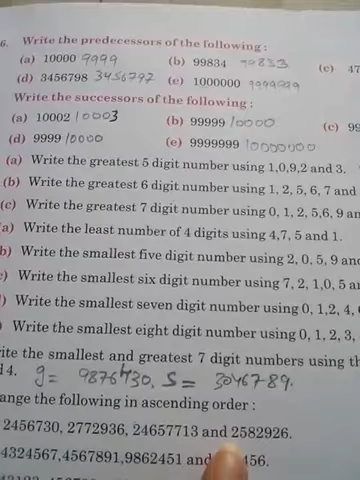 6. Write the predecessors of the following :
(a) 10000 9999 (b) 99834 99833 (c) 47
(d) 3456798 3456797 (e) 1000000 9999999
Write the successors of the following :
(a) 10002 10003 (b) 99999 10000 (c) 99
(d) 9999 10000 (e) 9999999 10000000
(a) Write the greatest 5 digit number using 1,0,9,2 and 3.
(b) Write the greatest 6 digit number using 1, 2, 5, 6, 7 and
(c) Write the greatest 7 digit number using 0, 1, 2, 5,6, 9 an
(a) Write the least number of 4 digits using 4,7, 5 and 1.
b) Write the smallest five digit number using 2, 0, 5, 9 and
c) Write the smallest six digit number using 7, 2, 1, 0, 5 an
) Write the smallest seven digit number using 0, 1,2, 4,
) Write the smallest eight digit number using 0, 1, 2, 3,
ite the smallest and greatest 7 digit numbers using th
d 4. g = 9876430, S = 3046789.
ange the following in ascending order :
2456730, 2772936, 24657713 and 2582926.
4324567,4567891,9862451 and 456.